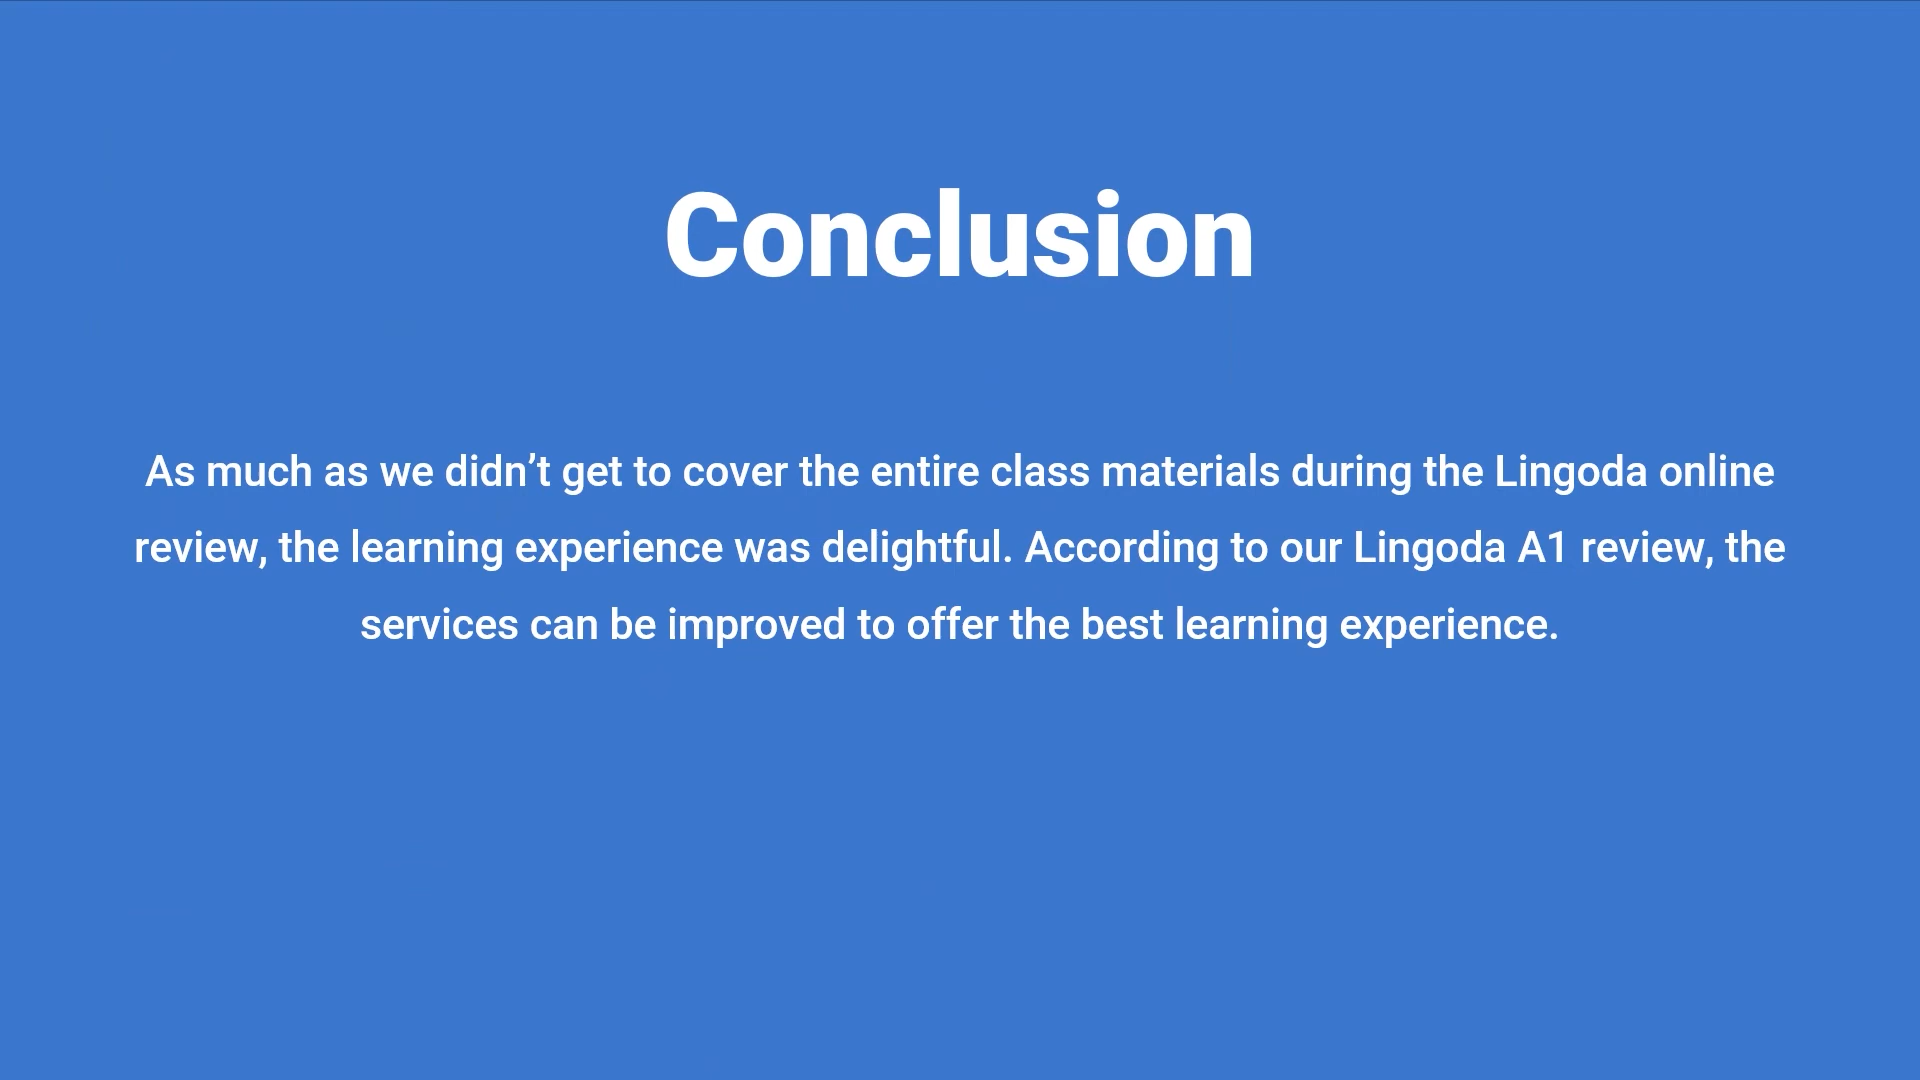 Conclusion
As much as we didn’t get to cover the entire class materials during the Lingoda online
review, the learning experience was delightful. According to our Lingoda A1 review, the
services can be improved to offer the best learning experience.